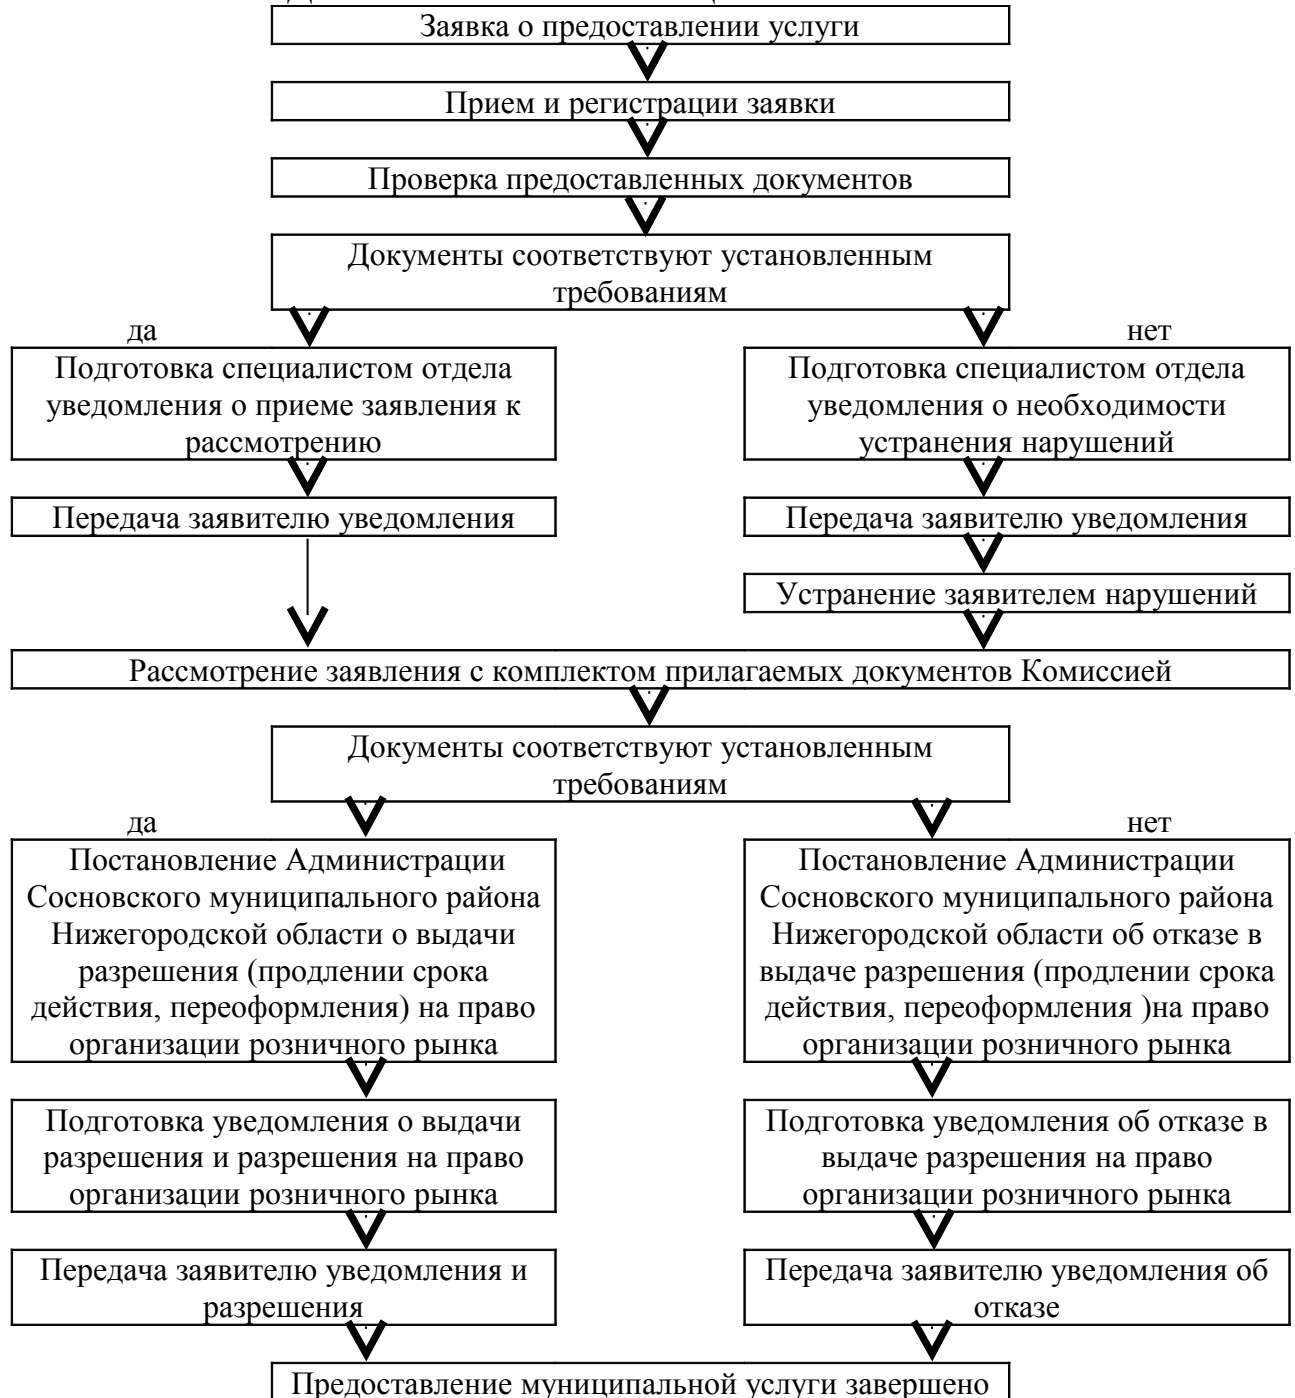 Заявка о предоставлении услуги
Прием и регистрации заявки
Проверка предоставленных документов
Документы соответствуют установленным
требованиям
да
нет
Подготовка специалистом отдела
уведомления о приеме заявления к
рассмотрению
Подготовка специалистом отдела
уведомления о необходимости
устранения нарушений
Передача заявителю уведомления
Передача заявителю уведомления
Устранение заявителем нарушений
Рассмотрение заявления с комплектом прилагаемых документов Комиссией
Документы соответствуют установленным
требованиям
да
нет
Постановление Администрации
Сосновского муниципального района
Нижегородской области о выдачи
разрешения (продлении срока
действия, переоформления) на право
организации розничного рынка
Постановление Администрации
Сосновского муниципального района
Нижегородской области об отказе в
выдаче разрешения (продлении срока
действия, переоформления )на право
организации розничного рынка
Подготовка уведомления о выдачи
разрешения и разрешения на право
организации розничного рынка
Подготовка уведомления об отказе в
выдаче разрешения на право
организации розничного рынка
Передача заявителю уведомления и
разрешения
Передача заявителю уведомления об
отказе
Предоставление муниципальной услуги завершено